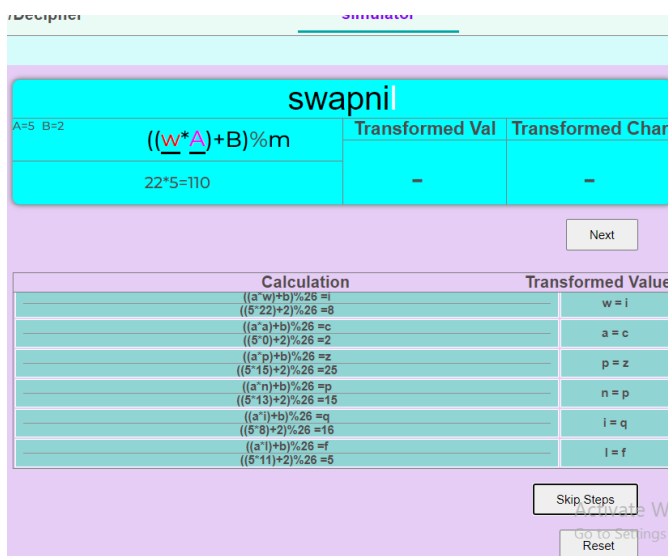 /Decipher simulator
swapnil
A=5 B=2
((w*A)+B)%m
Transformed Val Transformed Char
22*5=110
- -
Next
Calculation Transformed Value
((a*w)+b)%26 =i
((5*22)+2)%26 =8
w = i
((a*a)+b)%26 =c
((5*0)+2)%26 =2
a = c
((a*p)+b)%26 =z
((5*15)+2)%26 =25
p = z
((a*n)+b)%26 =p
((5*13)+2)%26 =15
n = p
((a*i)+b)%26 =q
((5*8)+2)%26 =16
i = q
((a*l)+b)%26 =f
((5*11)+2)%26 =5
l = f
Skip Steps
Activate W
Go to Settings
Reset